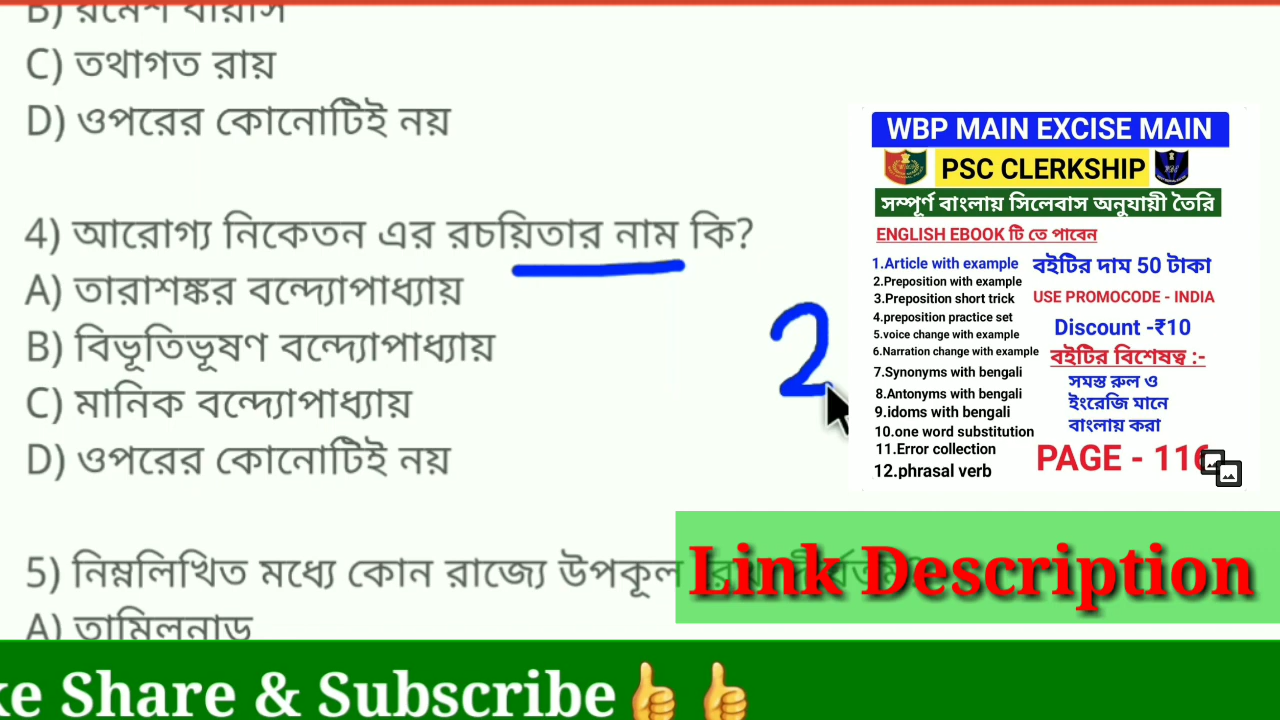 B) রমেশ বায়াস
C) তথাগত রায়
D) ওপরের কোনোটিই নয়
4) আরোগ্য নিকেতন এর রচয়িতার নাম কি?
A) তারাশঙ্কর বন্দ্যোপাধ্যায়
B) বিভূতিভূষণ বন্দ্যোপাধ্যায়
C) মানিক বন্দ্যোপাধ্যায়
D) ওপরের কোনোটিই নয়
5) নিম্নলিখিত মধ্যে কোন রাজ্যে উপকূল
A) তামিলনাড়ু
2
WBP MAIN EXCISE MAIN
PSC CLERKSHIP
সম্পূর্ণ বাংলায় সিলেবাস অনুযায়ী তৈরি
ENGLISH EBOOK টি তে পাবেন
1.Article with example
2.Preposition with example
3.Preposition short trick
4.preposition practice set
5.voice change with example
6.Narration change with example
7.Synonyms with bengali
8.Antonyms with bengali
9.idoms with bengali
10.one word substitution
11.Error collection
12.phrasal verb
বইটির দাম 50 টাকা
USE PROMOCODE - INDIA
Discount -₹10
বইটির বিশেষত্ব :-
সমস্ত রুল ও
ইংরেজি মানে
বাংলায় করা
PAGE - 116
Link Description
ke Share & Subscribe👍👍